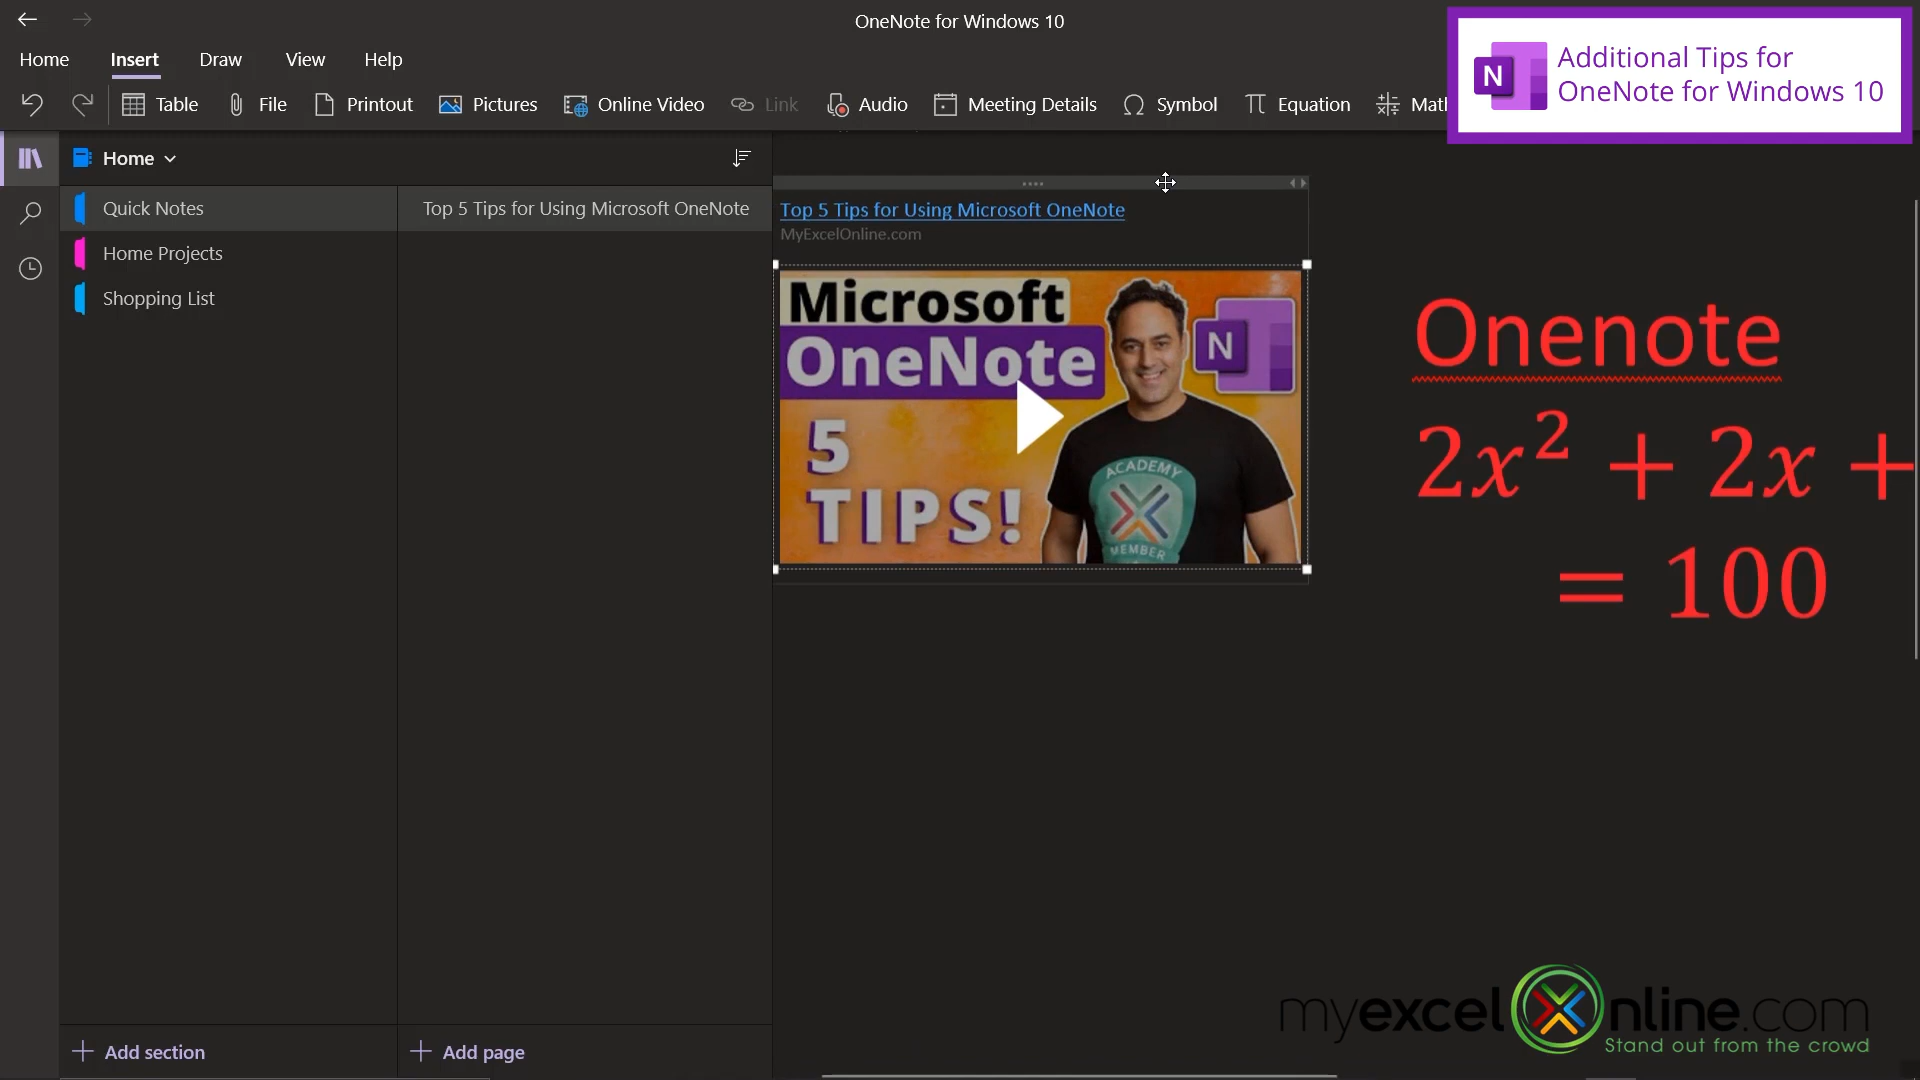 OneNote for Windows 10
Home Insert Draw View Help
Table File Printout Pictures Online Video Link Audio Meeting Details Symbol Equation Math
N Additional Tips for
OneNote for Windows 10
Home
Quick Notes
Home Projects
Shopping List
Top 5 Tips for Using Microsoft OneNote
Top 5 Tips for Using Microsoft OneNote
MyExcelOnline.com
Microsoft
OneNote
N
5
TIPS!
ACADEMY
MEMBER
Onenote
2x² + 2x +
= 100
Add section
Add page
myexcelOnline.com
Stand out from the crowd